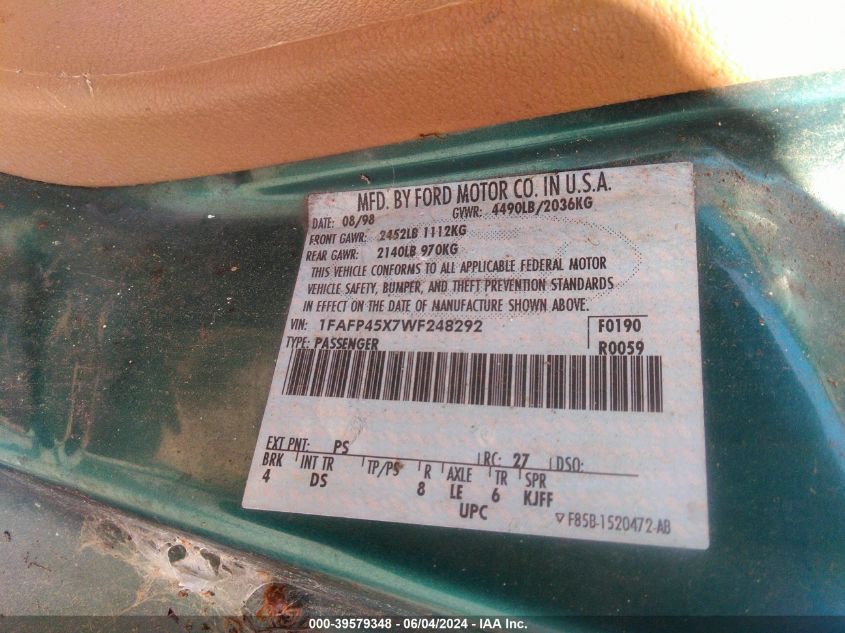 MFD. BY FORD MOTOR CO. IN U.S.A.
DATE: 08/98 GVWR: 4490LB/2036KG
FRONT GAWR: 2452LB 1112KG
REAR GAWR: 2140LB 970KG
THIS VEHICLE CONFORMS TO ALL APPLICABLE FEDERAL MOTOR
VEHICLE SAFETY, BUMPER, AND THEFT PREVENTION STANDARDS
IN EFFECT ON THE DATE OF MANUFACTURE SHOWN ABOVE.
VIN: 1FAFP45X7WF248292 F0190
TYPE: PASSENGER R0059
EXT PNT: PS RC: 27 DSO:
BRK INT TR TP/PS R AXLE TR SPR
4 DS 8 LE 6 KJFF
UPC ▽ F85B-1520472-AB
000-39579348 - 06/04/2024 - IAA Inc.